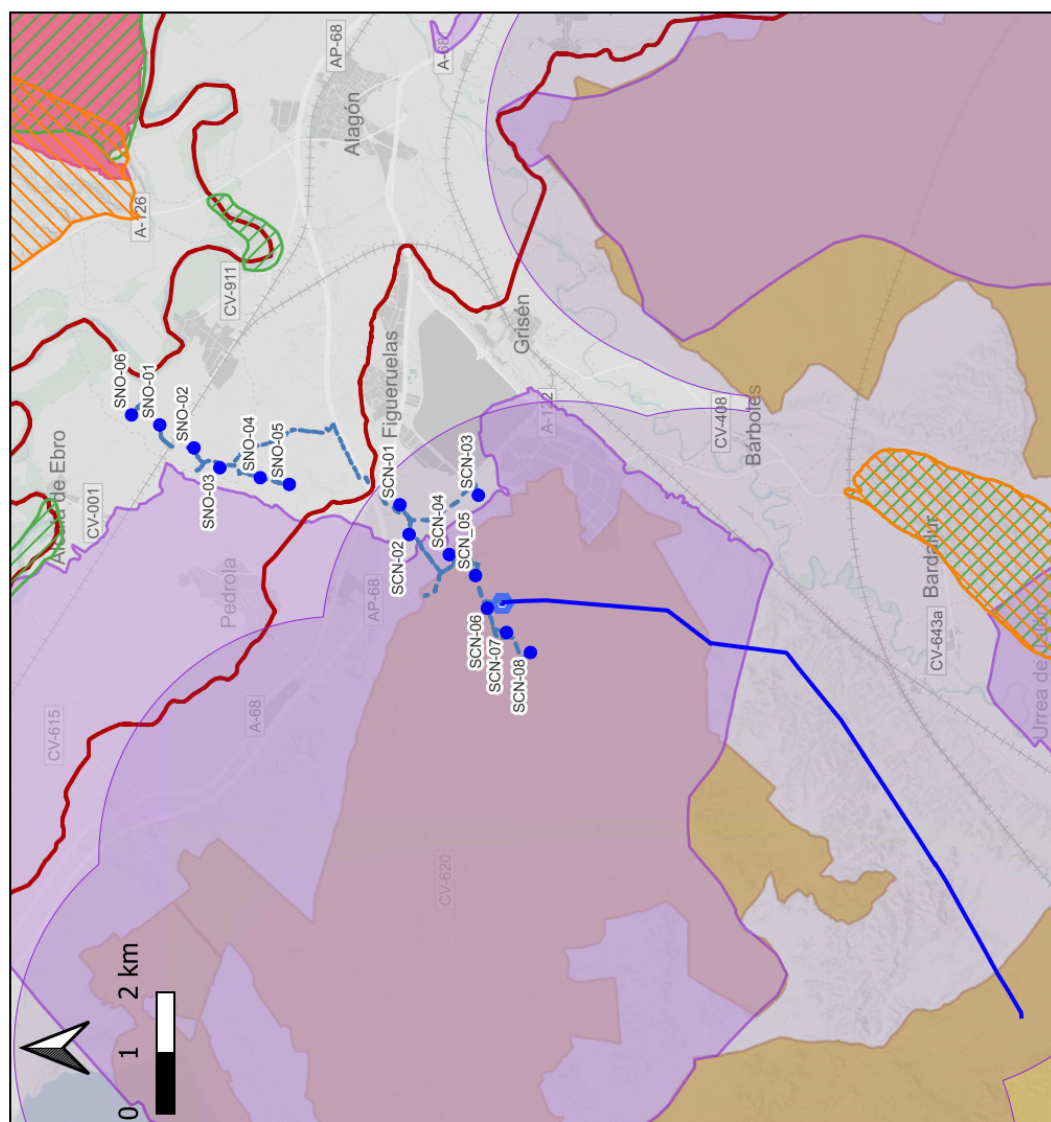 AP-68
A-68
Alagón
A-126
CV-911
SNO-06
SNO-01
SNO-02
SNO-03
SNO-04
SNO-05
CV-001
Pedrola
Figueruelas
Grisén
SCN-01
SCN-02
SCN-03
SCN-04
SCN_05
SCN-06
SCN-07
SCN-08
AP-68
A-122
CV-408
Bárboles
CV-615
A-68
CV-620
Bardallur
CV-643a
Urrea de
0 1 2 km